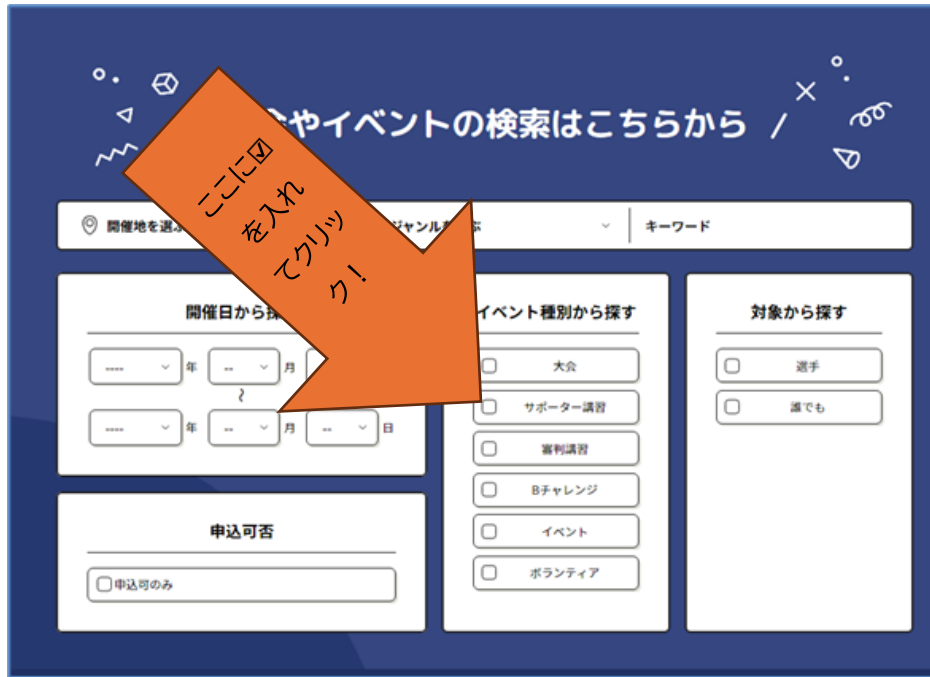 やイベントの検索はこちらから /
ここに☑
を入れ
てクリッ
ク!
開催地を選
ジャンル
キーワード
開催日から探
---- 年 -- 月
~
---- 年 -- 月 -- 日
申込可否
申込可のみ
イベント種別から探す
大会
サポーター講習
審判講習
Bチャレンジ
イベント
ボランティア
対象から探す
選手
誰でも